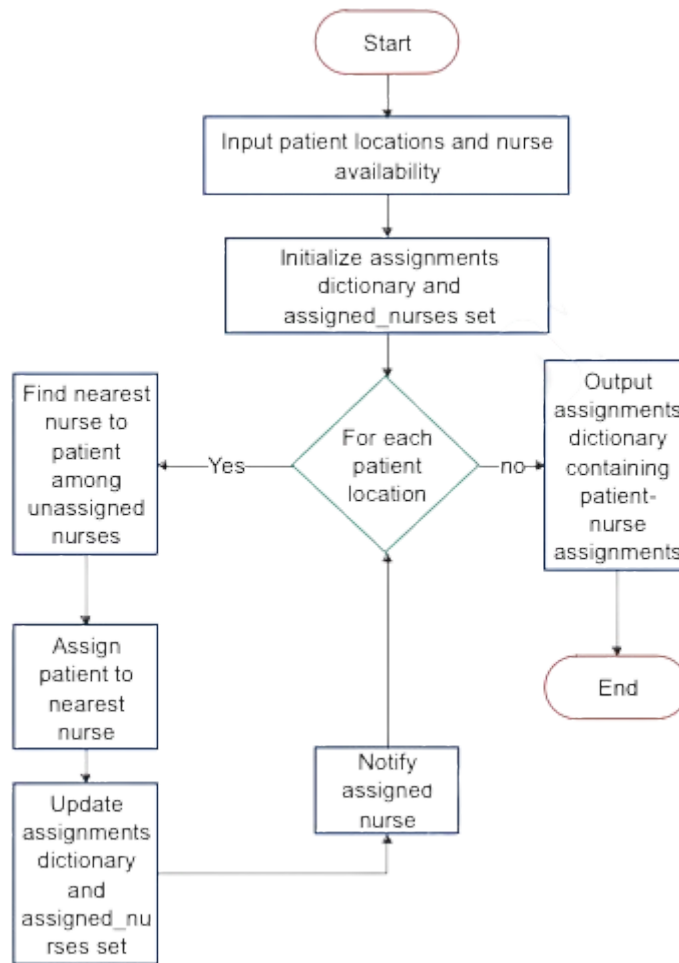 Start
Input patient locations and nurse
availability
Initialize assignments
dictionary and
assigned_nurses set
Find nearest
nurse to
patient
among
unassigned
nurses
Yes
For each
patient
location
no
Output
assignments
dictionary
containing
patient-
nurse
assignments
Assign
patient to
nearest
nurse
End
Update
assignments
dictionary
and
assigned_nu
rses set
Notify
assigned
nurse